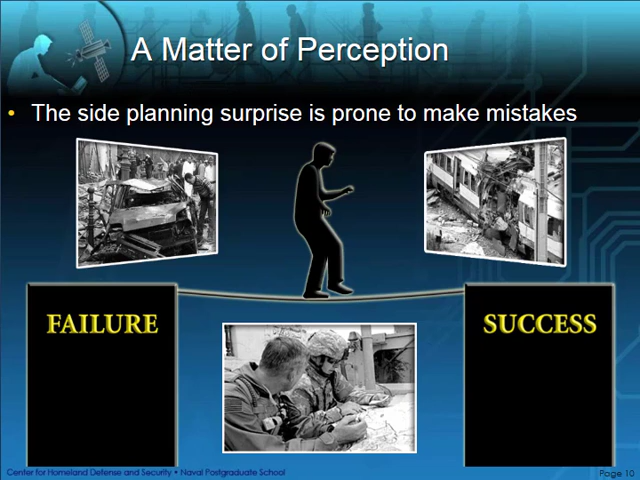 A Matter of Perception
• The side planning surprise is prone to make mistakes
FAILURE
SUCCESS
Center for Homeland Defense and Security • Naval Postgraduate School
Page 10